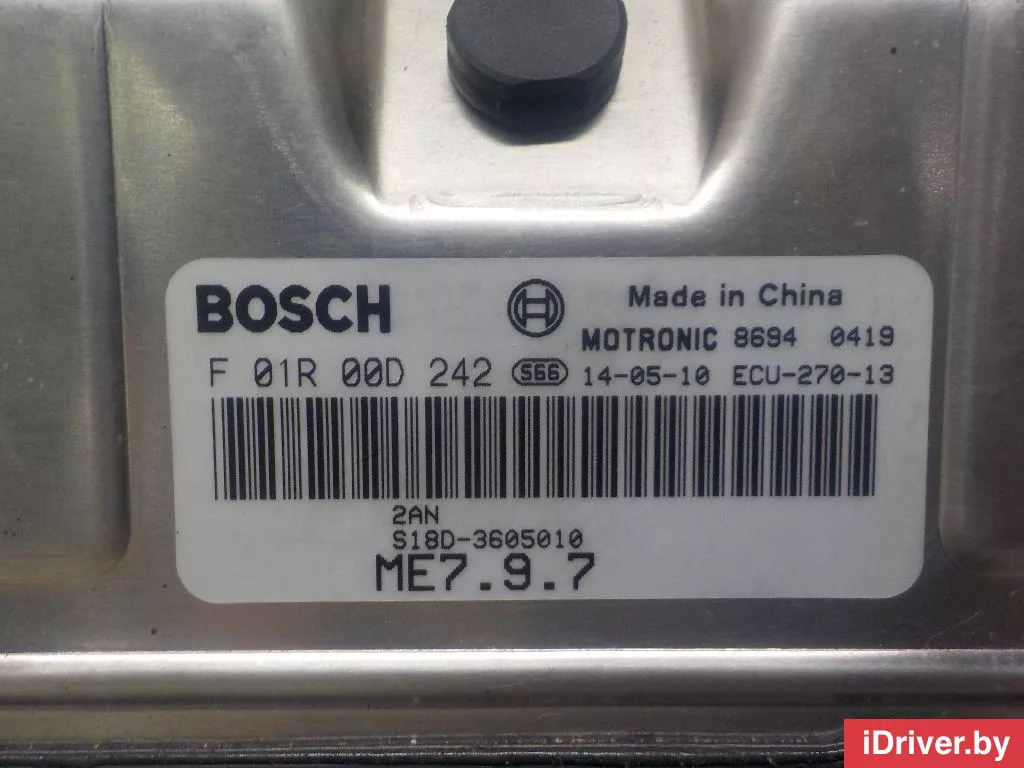 BOSCH
Made in China
MOTRONIC 8694 0419
F 01R 00D 242 S66 14-05-10 ECU-270-13
2AN
S18D-3605010
ME7.9.7
iDriver.by